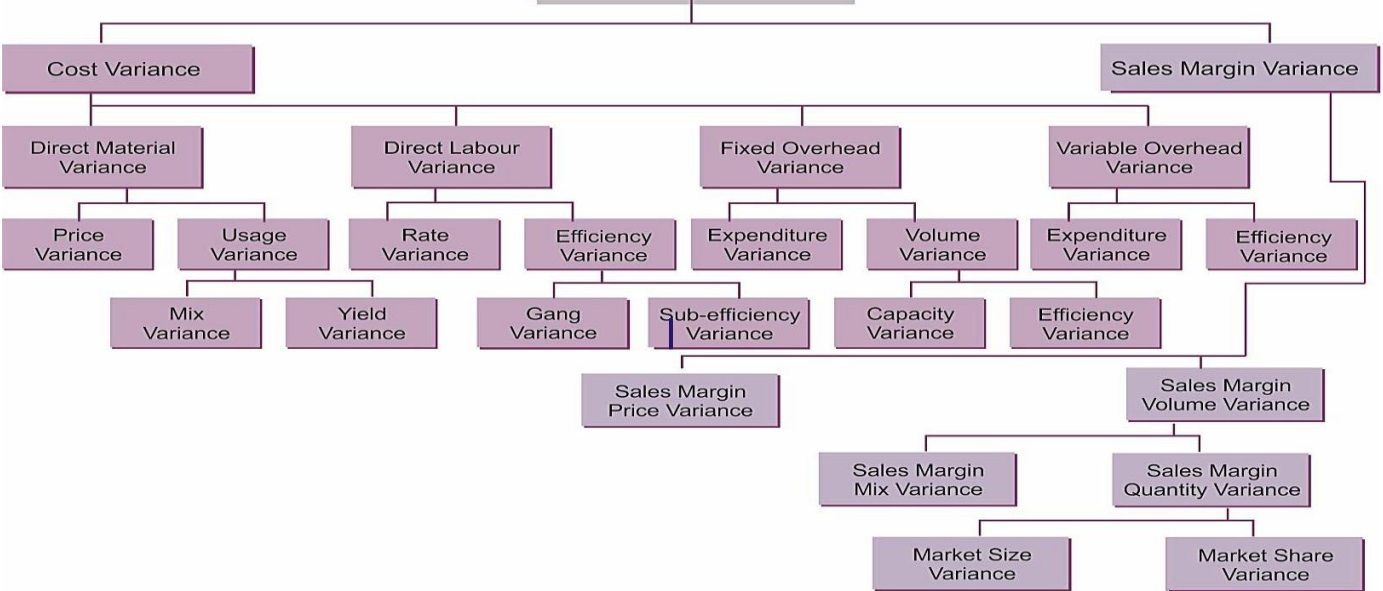 Cost Variance
Sales Margin Variance
Direct Material
Variance
Direct Labour
Variance
Fixed Overhead
Variance
Variable Overhead
Variance
Price
Variance
Usage
Variance
Rate
Variance
Efficiency
Variance
Expenditure
Variance
Volume
Variance
Expenditure
Variance
Efficiency
Variance
Mix
Variance
Yield
Variance
Gang
Variance
Sub-efficiency
Variance
Capacity
Variance
Efficiency
Variance
Sales Margin
Price Variance
Sales Margin
Volume Variance
Sales Margin
Mix Variance
Sales Margin
Quantity Variance
Market Size
Variance
Market Share
Variance